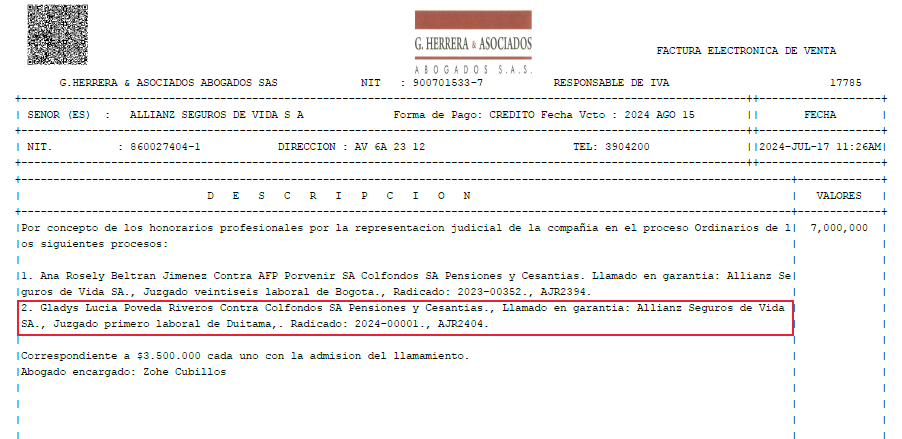 G. HERRERA & ASOCIADOS
ABOGADOS S.A.S.
FACTURA ELECTRONICA DE VENTA
G.HERRERA & ASOCIADOS ABOGADOS SAS NIT : 900701533-7 RESPONSABLE DE IVA 17785
SENOR (ES) : ALLIANZ SEGUROS DE VIDA S A Forma de Pago: CREDITO Fecha Vcto : 2024 AGO 15 FECHA
NIT. : 860027404-1 DIRECCION : AV 6A 23 12 TEL: 3904200 2024-JUL-17 11:26AM
D E S C R I P C I O N VALORES
Por concepto de los honorarios profesionales por la representacion judicial de la compañia en el proceso Ordinarios de l 7,000,000
os siguientes procesos:
1. Ana Rosely Beltran Jimenez Contra AFP Porvenir SA Colfondos SA Pensiones y Cesantias. Llamado en garantia: Allianz Se
guros de Vida SA., Juzgado veintiseis laboral de Bogota., Radicado: 2023-00352., AJR2394.
2. Gladys Lucia Poveda Riveros Contra Colfondos SA Pensiones y Cesantias., Llamado en garantia: Allianz Seguros de Vida
SA., Juzgado primero laboral de Duitama,. Radicado: 2024-00001., AJR2404.
Correspondiente a $3.500.000 cada uno con la admision del llamamiento.
Abogado encargado: Zohe Cubillos